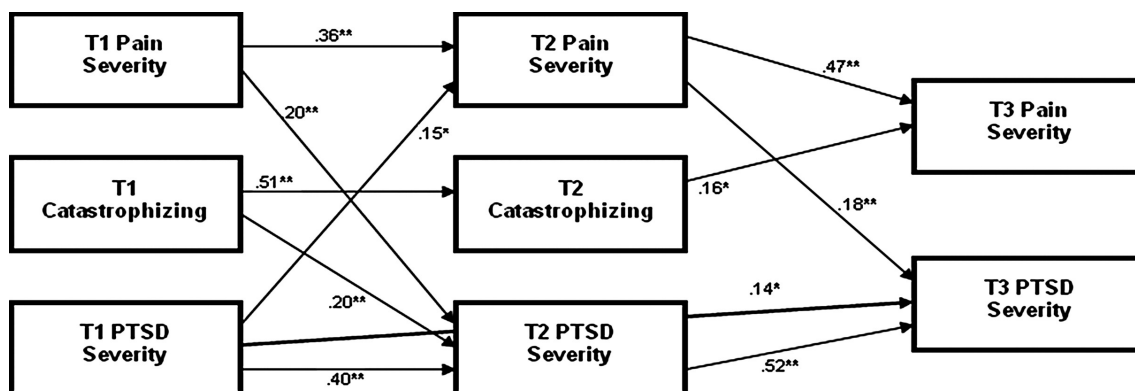 T1 Pain
Severity
.36**
T2 Pain
Severity
.47**
T3 Pain
Severity
.20**
.15*
T1
Catastrophizing
.51**
T2
Catastrophizing
.16*
.18**
T1 PTSD
Severity
.20**
.40**
T2 PTSD
Severity
.14*
.52**
T3 PTSD
Severity